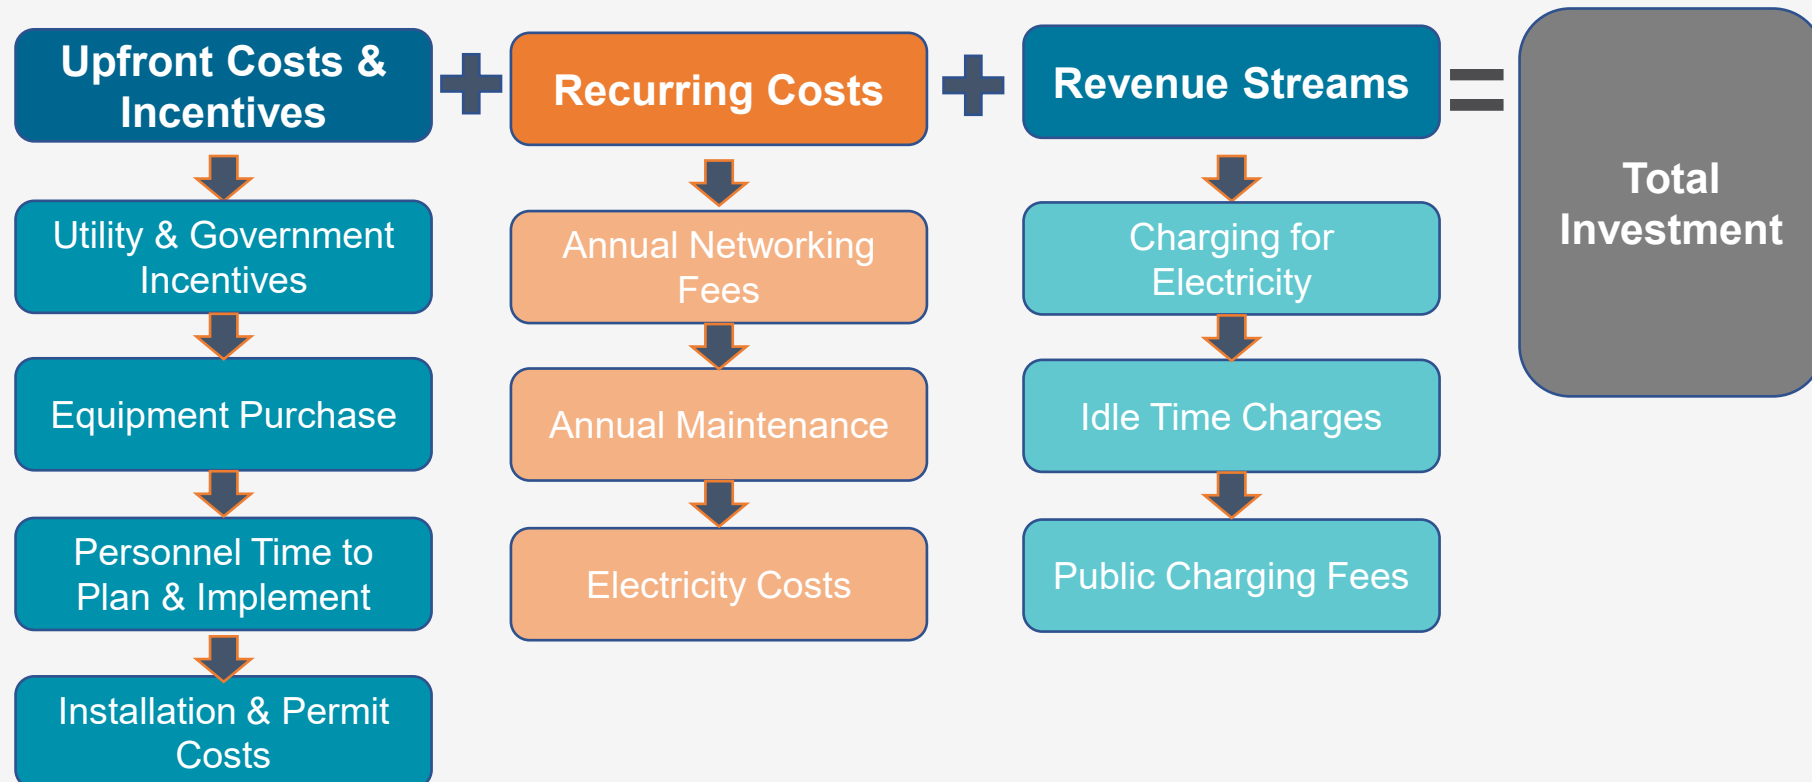 Upfront Costs &
Incentives
Utility & Government
Incentives
Equipment Purchase
Personnel Time to
Plan & Implement
Installation & Permit
Costs
Recurring Costs
Annual Networking
Fees
Annual Maintenance
Electricity Costs
Revenue Streams
Charging for
Electricity
Idle Time Charges
Public Charging Fees
Total
Investment